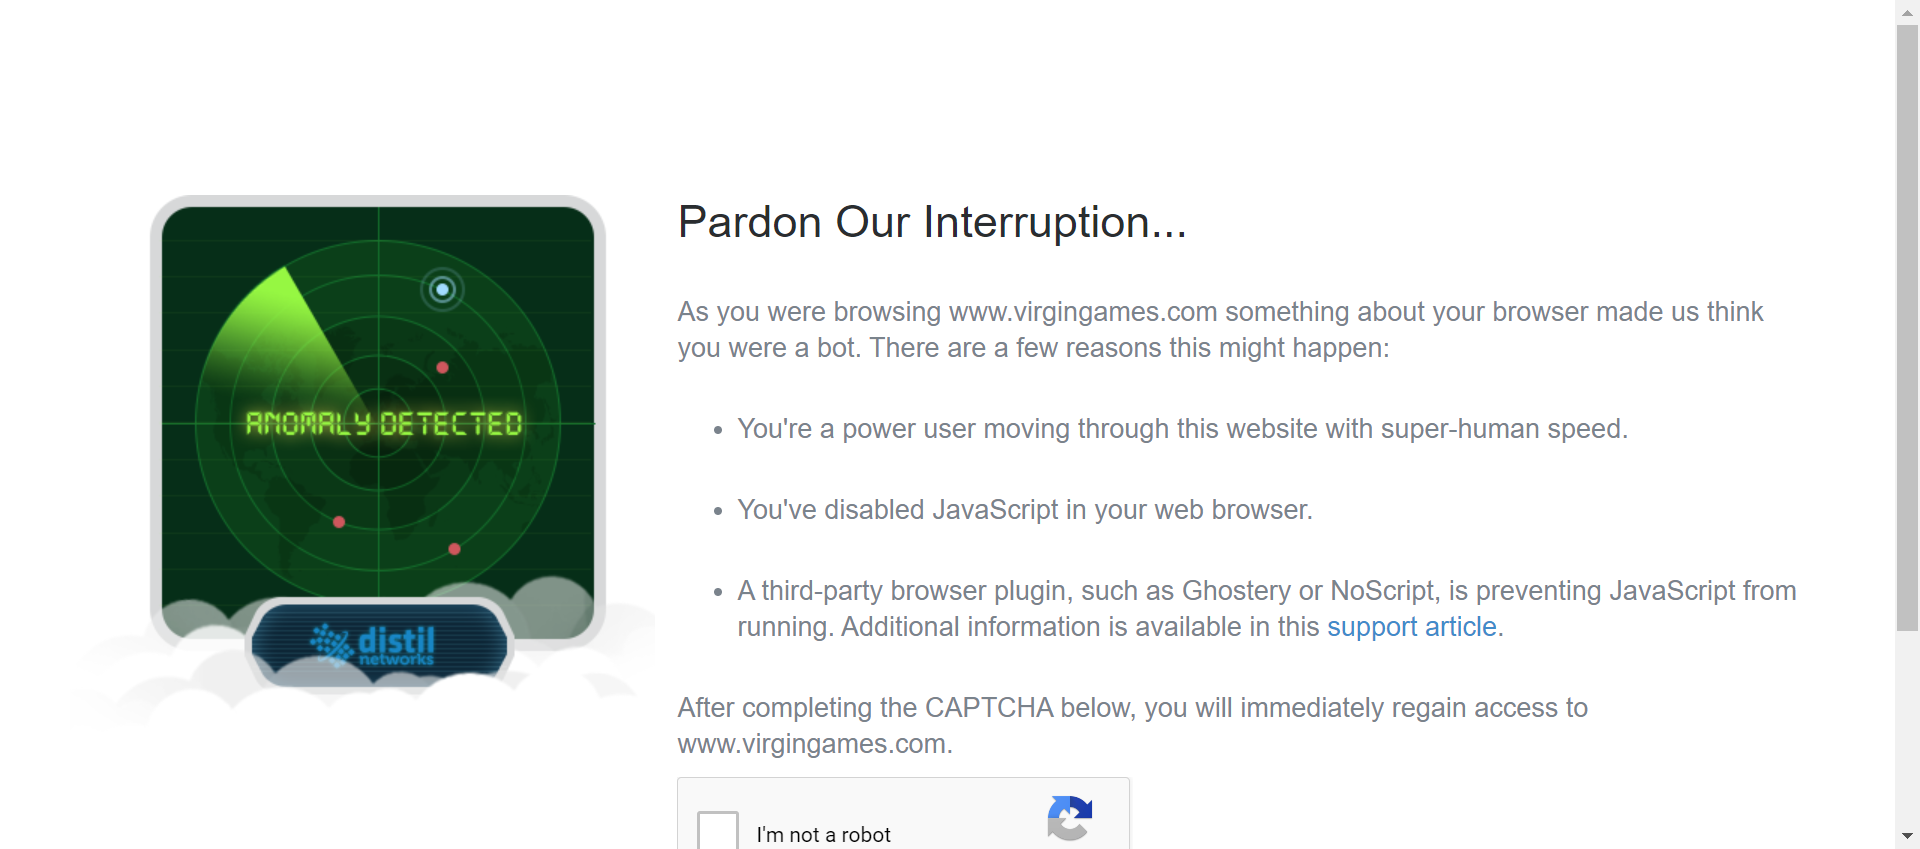 Pardon Our Interruption...
As you were browsing www.virgingames.com something about your browser made us think
you were a bot. There are a few reasons this might happen:
You're a power user moving through this website with super-human speed.
You've disabled JavaScript in your web browser.
A third-party browser plugin, such as Ghostery or NoScript, is preventing JavaScript from
running. Additional information is available in this support article.
After completing the CAPTCHA below, you will immediately regain access to
www.virgingames.com.
I'm not a robot
ANOMALY DETECTED
distil
networks